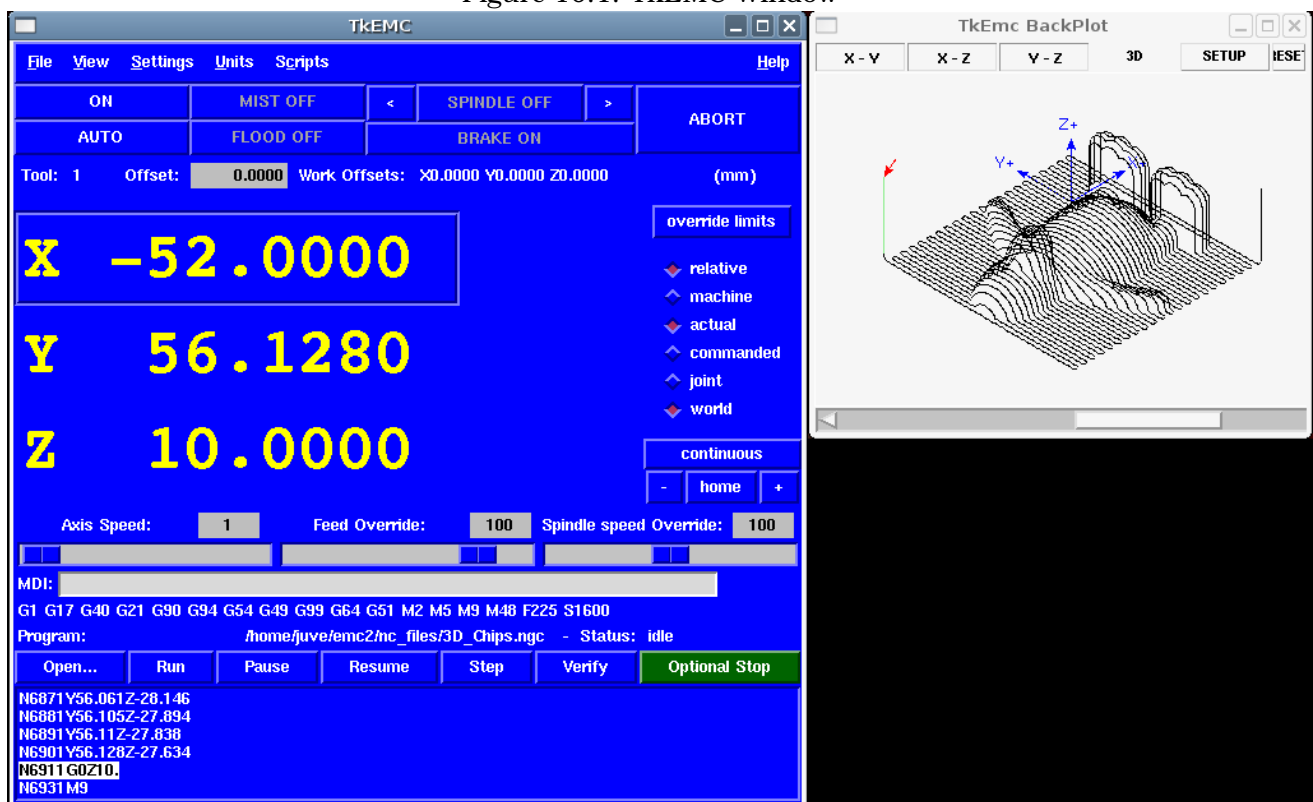 Figure 10.1: TkEMC Window
TkEMC
File View Settings Units Scripts Help
ON MIST OFF < SPINDLE OFF > ABORT
AUTO FLOOD OFF BRAKE ON
Tool: 1 Offset: 0.0000 Work Offsets: X0.0000 Y0.0000 Z0.0000 (mm)
override limits
X -52.0000
relative
machine
actual
Y 56.1280
commanded
joint
world
Z 10.0000
continuous
- home +
Axis Speed: 1 Feed Override: 100 Spindle speed Override: 100
MDI:
G1 G17 G40 G21 G90 G94 G54 G49 G99 G64 G51 M2 M5 M9 M48 F225 S1600
Program: /home/juve/emc2/nc_files/3D_Chips.ngc - Status: idle
Open... Run Pause Resume Step Verify Optional Stop
N6871Y56.061Z-28.146
N6881Y56.105Z-27.894
N6891Y56.11Z-27.838
N6901Y56.128Z-27.634
N6911G0Z10.
N6931M9
TkEmc BackPlot
X - Y X - Z Y - Z 3D SETUP
Z+
Y+ X+